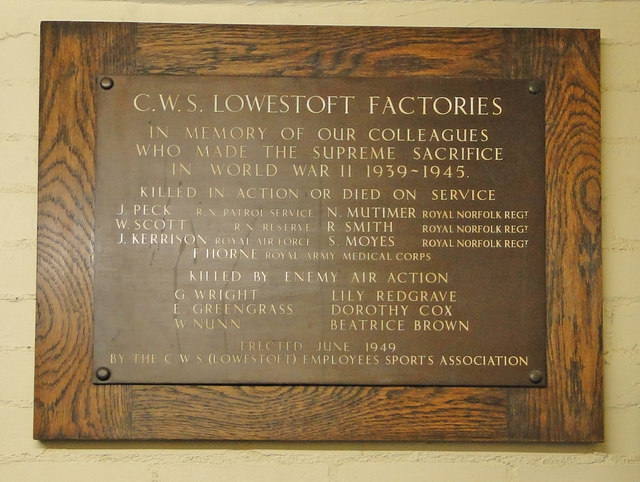 C.W.S. LOWESTOFT FACTORIES
IN MEMORY OF OUR COLLEAGUES
WHO MADE THE SUPREME SACRIFICE
IN WORLD WAR II 1939~1945.
KILLED IN ACTION OR DIED ON SERVICE
J. PECK R.N. PATROL SERVICE N. MUTIMER ROYAL NORFOLK REGT
W. SCOTT R.N. RESERVE R. SMITH ROYAL NORFOLK REGT
J. KERRISON ROYAL AIR FORCE S. MOYES ROYAL NORFOLK REGT
F HORNE ROYAL ARMY MEDICAL CORPS
KILLED BY ENEMY AIR ACTION
G. WRIGHT LILY REDGRAVE
E. GREENGRASS DOROTHY COX
W. NUNN BEATRICE BROWN
ERECTED JUNE 1949
BY THE C W S (LOWESTOFT) EMPLOYEES SPORTS ASSOCIATION